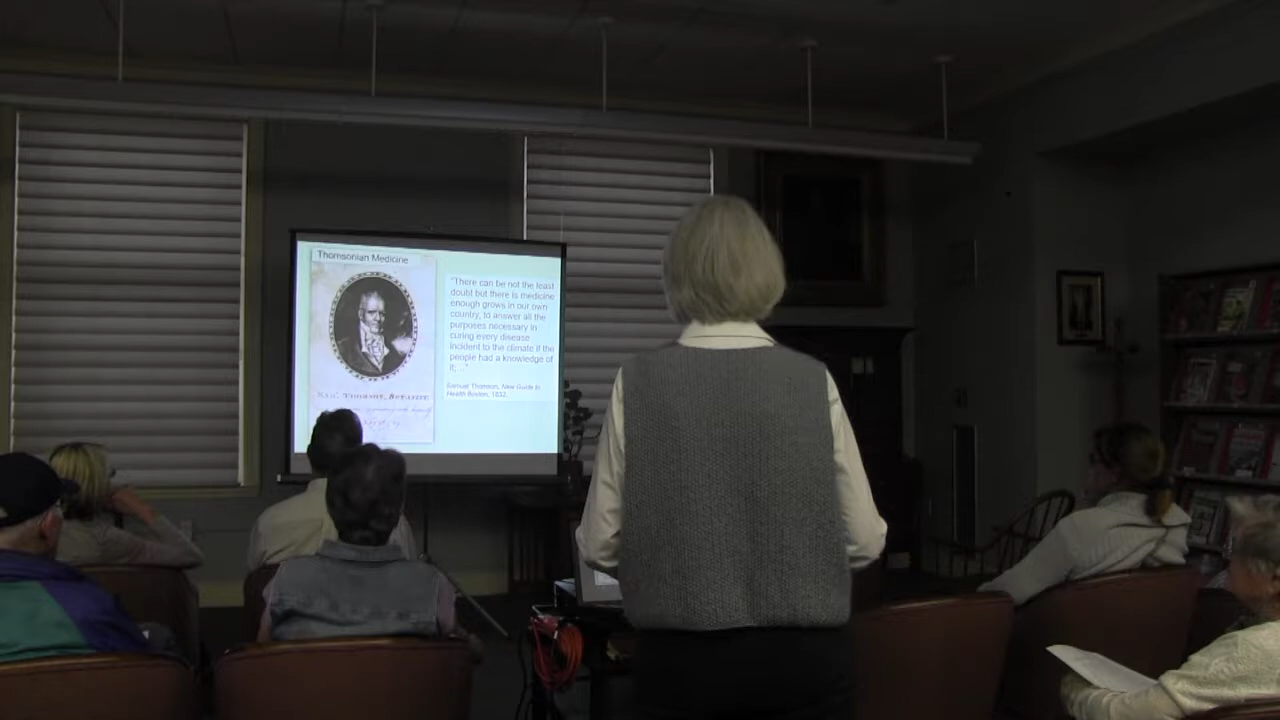 Thomsonian Medicine
"There can be not the least
doubt but there is medicine
enough grows in our own
country, to answer all the
purposes necessary in
curing every disease
incident to the climate if the
people had a knowledge of
it;..."
Samuel Thomson, New Guide to
Health Boston, 1832.
THOMSON, BOTANIST.